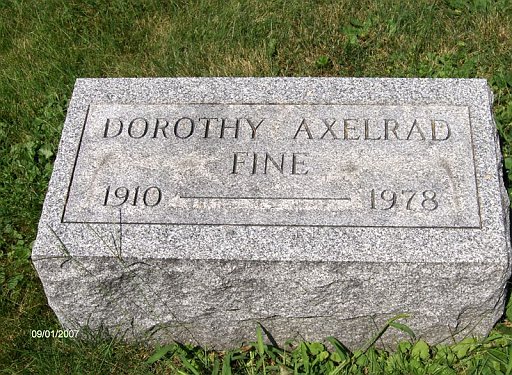 DOROTHY AXELRAD
FINE
1910 — 1978
09/01/2007